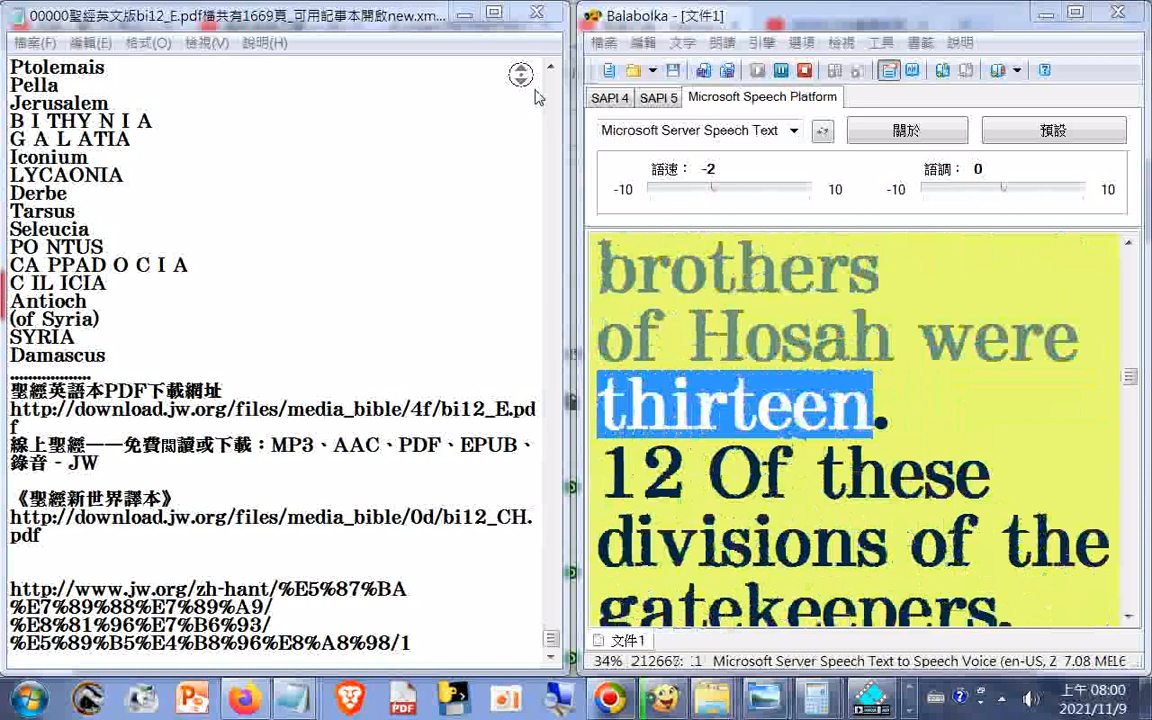 00000聖經英文版bi12_E.pdf檔共有1669頁_可用記事本開啟new.xm...
檔案(F) 編輯(E) 格式(O) 檢視(V) 說明(H)
Ptolemais
Pella
Jerusalem
B I THY N I A
G A L ATIA
Iconium
LYCAONIA
Derbe
Tarsus
Seleucia
PO NTUS
CA PPAD O C I A
C IL ICIA
Antioch
(of Syria)
SYRIA
Damascus
..................
聖經英語本PDF下載網址
http://download.jw.org/files/media_bible/4f/bi12_E.pd
f
線上聖經——免費閱讀或下載：MP3、AAC、PDF、EPUB、
錄音 - JW
《聖經新世界譯本》
http://download.jw.org/files/media_bible/0d/bi12_CH.
pdf
http://www.jw.org/zh-hant/%E5%87%BA
%E7%89%88%E7%89%A9/
%E8%81%96%E7%B6%93/
%E5%89%B5%E4%B8%96%E8%A8%98/1
Balabolka - [文件1]
檔案 編輯 文字 朗讀 引擎 選項 檢視 工具 書籤 說明
SAPI 4 SAPI 5 Microsoft Speech Platform
Microsoft Server Speech Text 關於 預設
語速： -2 語調： 0
-10 10 -10 10
brothers
of Hosah were
thirteen.
12 Of these
divisions of the
gatekeepers,
文件1
34% Microsoft Server Speech Text to Speech Voice (en-US, Z
上午 08:00
2021/11/9